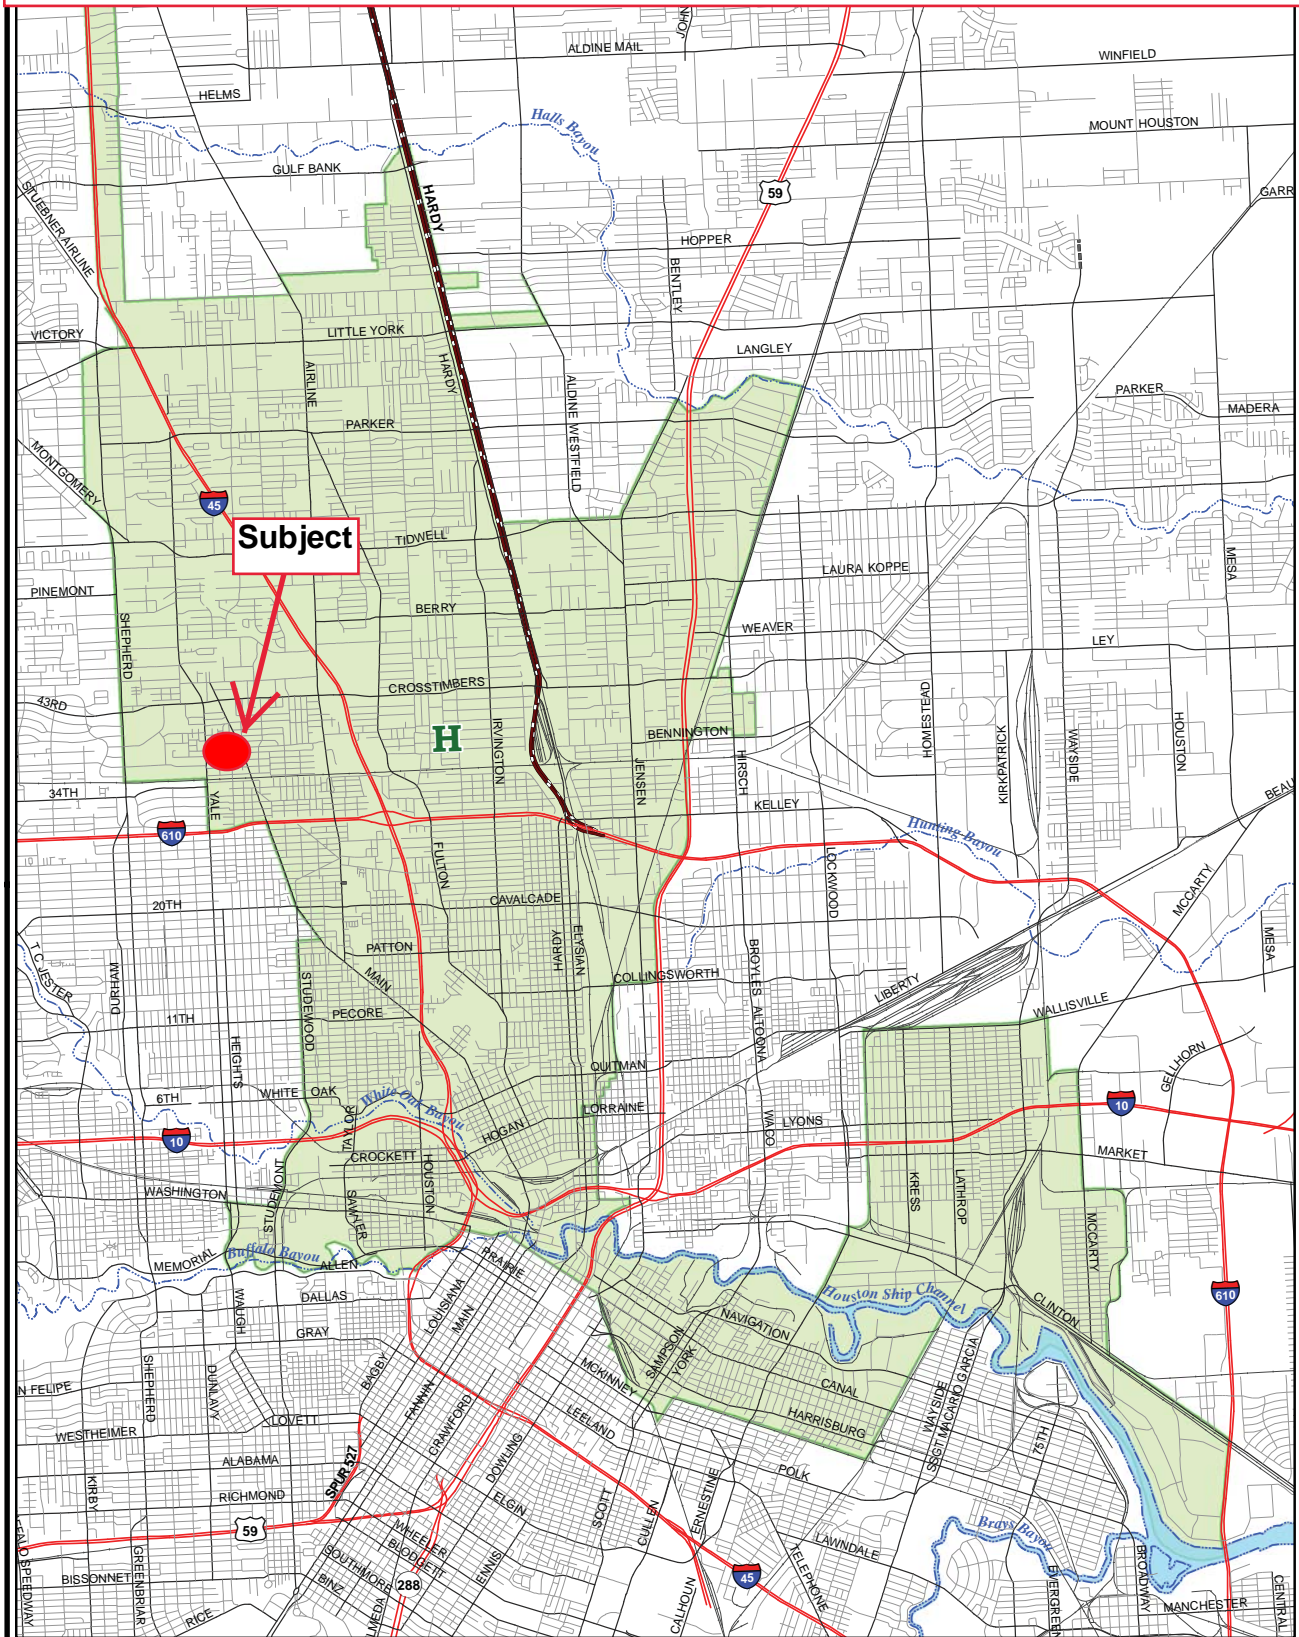 JOHN
ALDINE MAIL
WINFIELD
HELMS
Halls Bayou
MOUNT HOUSTON
GULF BANK
STUEBNER AIRLINE
HARDY
59
GARR
HOPPER
BENTLEY
VICTORY
LITTLE YORK
LANGLEY
AIRLINE
HARDY
ALDINE WESTFIELD
PARKER
MADERA
PARKER
MONTGOMERY
45
Subject
TIDWELL
MESA
LAURA KOPPE
PINEMONT
BERRY
SHEPHERD
WEAVER
LEY
CROSSTIMBERS
43RD
HOMESTEAD
H
IRVINGTON
BENNINGTON
HIRSCH
KIRKPATRICK
WAYSIDE
HOUSTON
JENSEN
34TH
YALE
KELLEY
BEAU
610
Hunting Bayou
FULTON
LOCKWOOD
MCCARTY
20TH
CAVALCADE
HARDY
ELYSIAN
PATTON
T C JESTER
DURHAM
STUDEWOOD
MAIN
COLLINGSWORTH
BROYLES
ALTOONA
LIBERTY
MESA
11TH
PECORE
WALLISVILLE
HEIGHTS
QUITMAN
GELLHORN
6TH
WHITE OAK
White Oak Bayou
LORRAINE
10
TAYLOR
HOGAN
WACO
LYONS
10
CROCKETT
MARKET
WASHINGTON
STUDEMONT
SAWYER
HOUSTON
KRESS
LATHROP
MCCARTY
MEMORIAL
Buffalo Bayou
ALLEN
PRAIRIE
DALLAS
WAUGH
LOUISIANA
MAIN
Houston Ship Channel
610
CLINTON
NAVIGATION
GRAY
SAMPSON
YORK
SHEPHERD
DUNLAVY
BAGBY
MCKINNEY
CANAL
N FELIPE
FANNIN
CRAWFORD
LEELAND
HARRISBURG
WAYSIDE
SSGT MACARIO GARCIA
75TH
LOVETT
WESTHEIMER
ALABAMA
SPUR 527
DOWLING
POLK
KIRBY
RICHMOND
ELGIN
SCOTT
CULLEN
ERNESTINE
59
WHEELER
BLODGETT
SOUTHMORE
BINZ
ENNIS
LAWNDALE
Brays Bayou
BISSONNET
GREENBRIAR
288
45
TELEPHONE
EVERGREEN
BROADWAY
CENTRAL
RICE
ALMEDA
CALHOUN
MANCHESTER